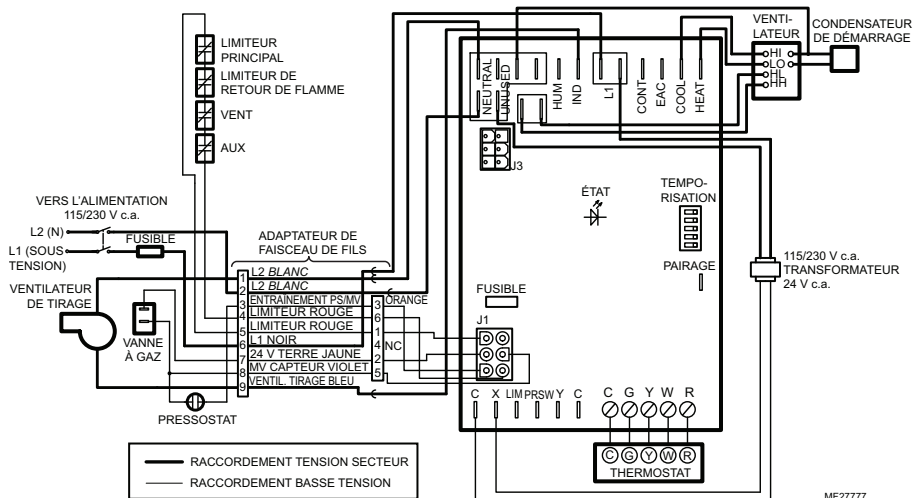 LIMITEUR
PRINCIPAL
LIMITEUR DE
RETOUR DE FLAMME
VENT
AUX
NEUTRAL
UNUSED
HUM
IND
L1
CONT
EAC
COOL
HEAT
VENTI-
LATEUR
HI
LO
HL
HH
CONDENSATEUR
DE DÉMARRAGE
J3
ÉTAT
TEMPO-
RISATION
PAIRAGE
VERS L'ALIMENTATION
115/230 V c.a.
L2 (N)
L1 (SOUS
TENSION)
FUSIBLE
ADAPTATEUR DE
FAISCEAU DE FILS
VENTILATEUR
DE TIRAGE
VANNE
À GAZ
PRESSOSTAT
1 L2 BLANC
2 L2 BLANC
3 ENTRAÎNEMENT PS/MV 3 ORANGE
4 LIMITEUR ROUGE 6
5 LIMITEUR ROUGE 1
6 L1 NOIR 4 NC
7 24 V TERRE JAUNE 2
8 MV CAPTEUR VIOLET 5
9 VENTIL. TIRAGE BLEU
FUSIBLE
J1
115/230 V c.a.
TRANSFORMATEUR
24 V c.a.
C X LIM PRSW Y C
C G Y W R
C G Y W R
THERMOSTAT
RACCORDEMENT TENSION SECTEUR
RACCORDEMENT BASSE TENSION
MF27777